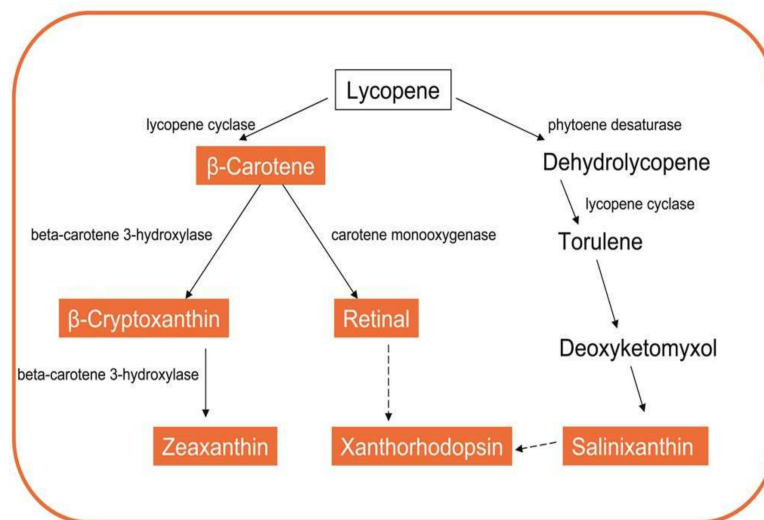 Lycopene
lycopene cyclase
phytoene desaturase
β-Carotene
Dehydrolycopene
lycopene cyclase
beta-carotene 3-hydroxylase
carotene monooxygenase
Torulene
β-Cryptoxanthin
Retinal
Deoxyketomyxol
beta-carotene 3-hydroxylase
Zeaxanthin
Xanthorhodopsin
Salinixanthin